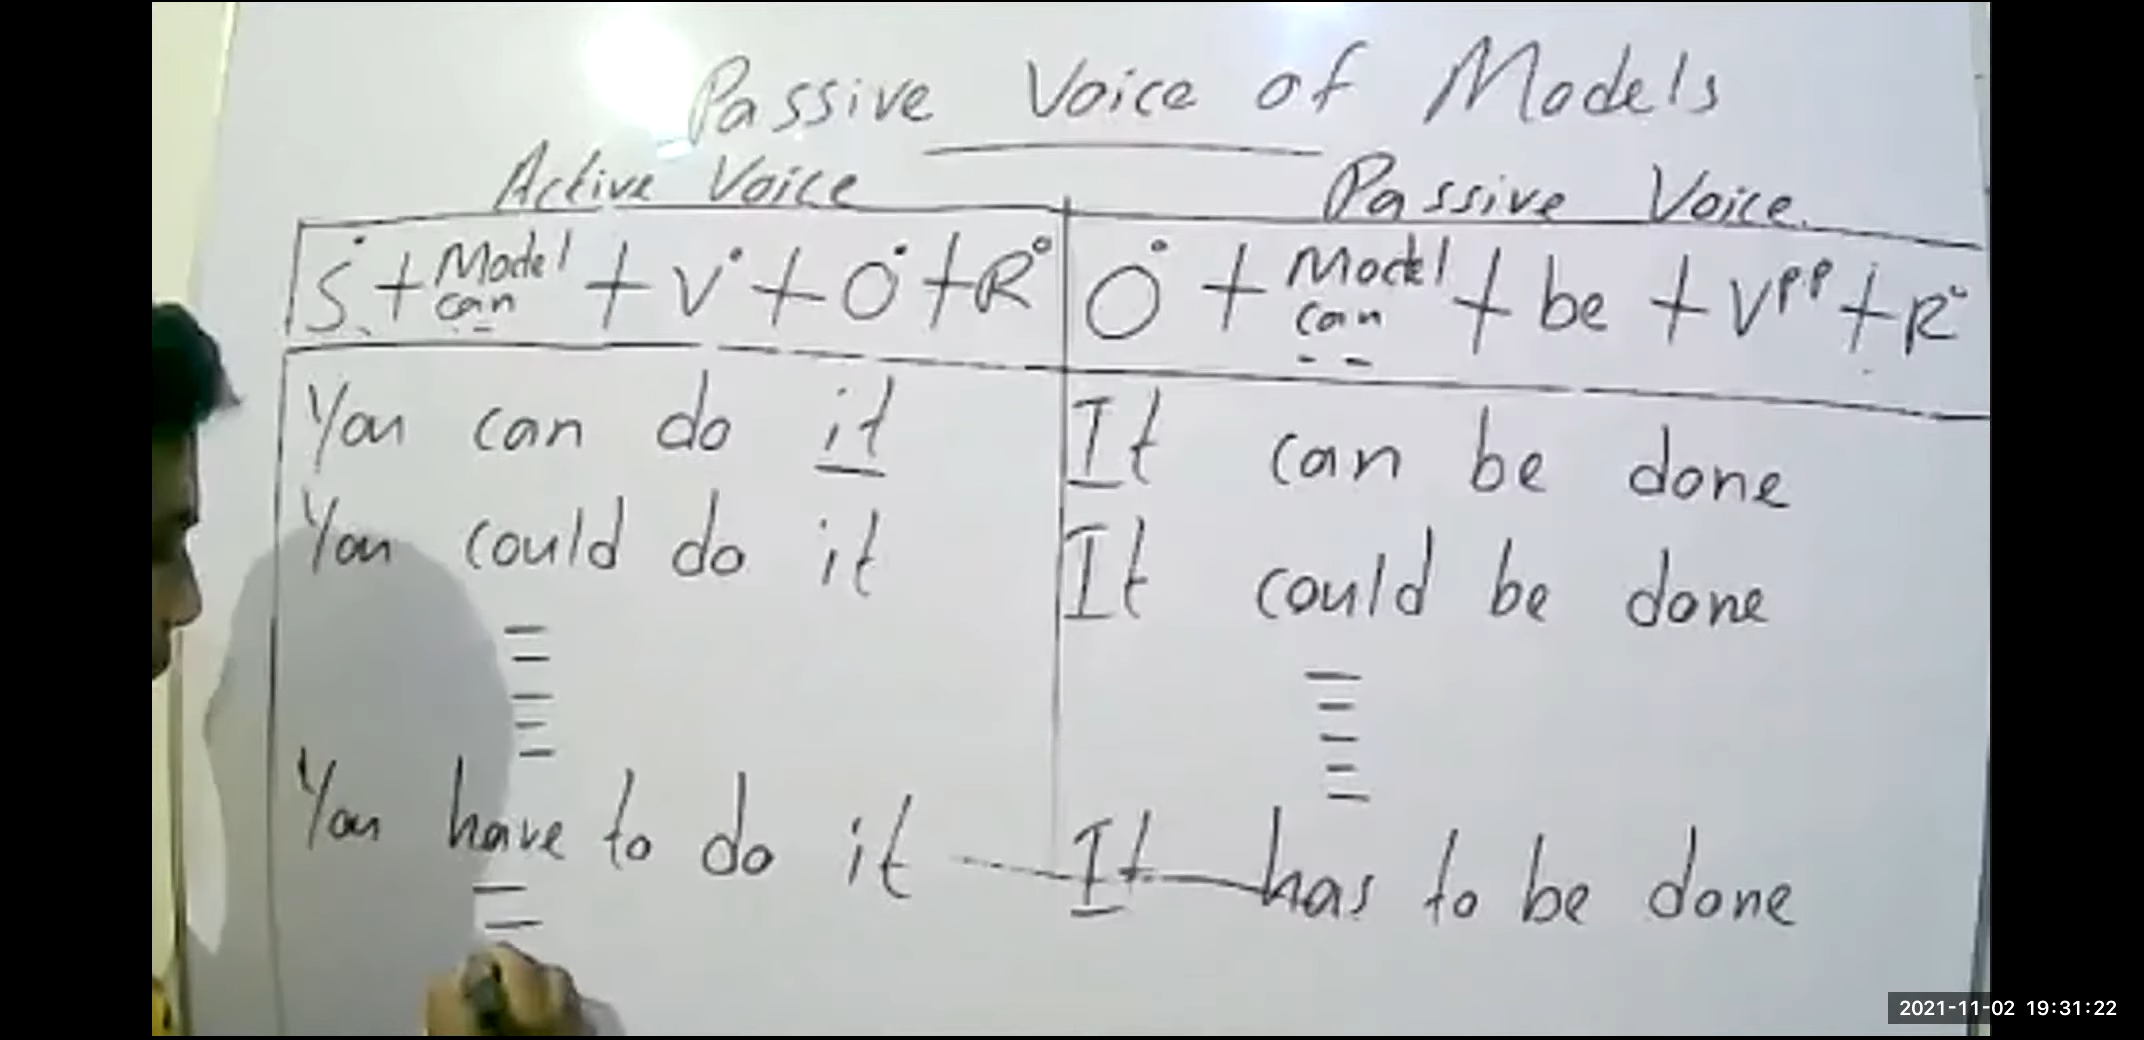 Passive Voice of Models
Active Voice Passive Voice.
S + Model can + V + O + R O + Model can + be + VPP + R
You can do it It can be done
You could do it It could be done
You have to do it It has to be done
2021-11-02 19:31:22